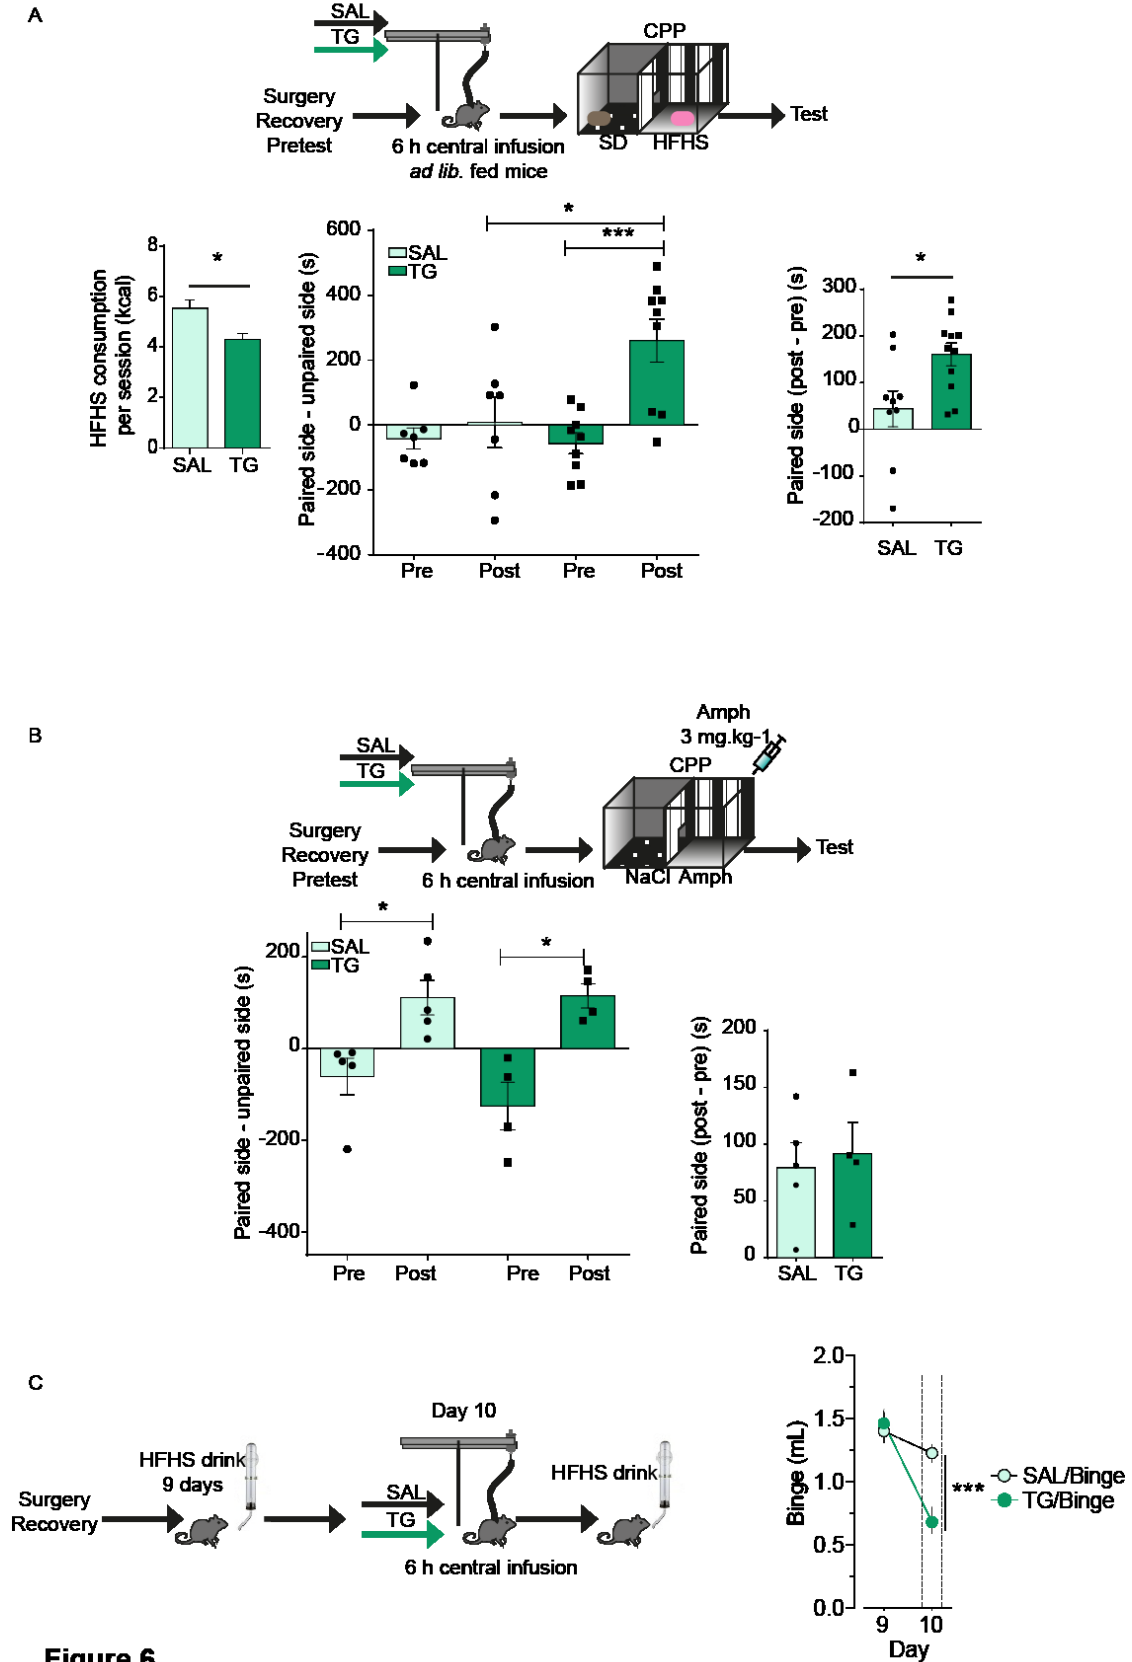 A
SAL
TG
Surgery
Recovery
Pretest
6 h central infusion
ad lib. fed mice
CPP
SD HFHS
Test
HFHS consumption
per session (kcal)
8
6
4
2
0
*
SAL TG
Paired side - unpaired side (s)
600
400
200
0
-200
-400
SAL
TG
*
***
Pre Post Pre Post
Paired side (post - pre) (s)
300
200
100
0
-100
-200
*
SAL TG
B
SAL
TG
Surgery
Recovery
Pretest
6 h central infusion
Amph
3 mg.kg-1
CPP
NaCl Amph
Test
Paired side - unpaired side (s)
200
0
-200
-400
SAL
TG
*
*
Pre Post Pre Post
Paired side (post - pre) (s)
200
150
100
50
0
SAL TG
C
Surgery
Recovery
HFHS drink
9 days
Day 10
SAL
TG
6 h central infusion
HFHS drink
Binge (mL)
2.0
1.5
1.0
0.5
0.0
9 10
Day
***
SAL/Binge
TG/Binge
Figure 6